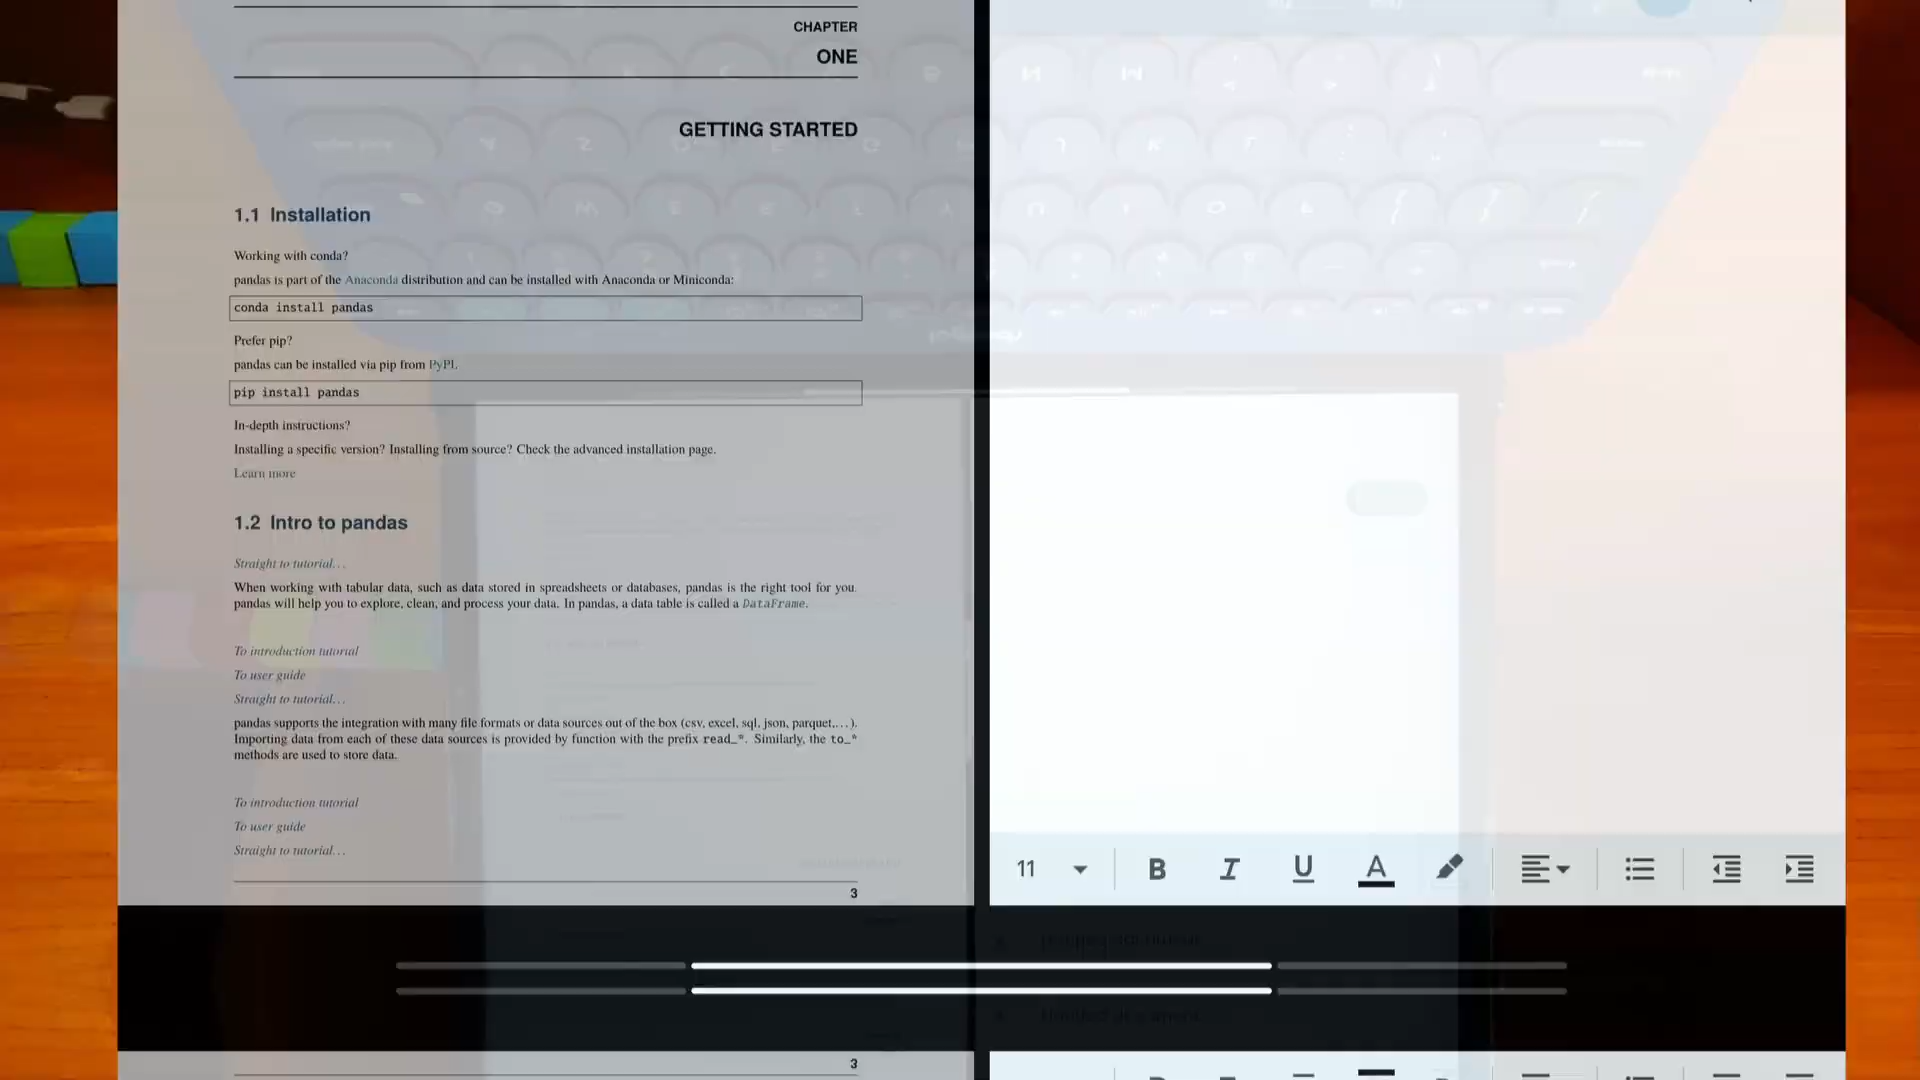 CHAPTER
ONE
GETTING STARTED
1.1 Installation
Working with conda?
pandas is part of the Anaconda distribution and can be installed with Anaconda or Miniconda:
conda install pandas
Prefer pip?
pandas can be installed via pip from PyPI.
pip install pandas
In-depth instructions?
Installing a specific version? Installing from source? Check the advanced installation page.
Learn more
1.2 Intro to pandas
Straight to tutorial...
When working with tabular data, such as data stored in spreadsheets or databases, pandas is the right tool for you.
pandas will help you to explore, clean, and process your data. In pandas, a data table is called a DataFrame.
To introduction tutorial
To user guide
Straight to tutorial...
pandas supports the integration with many file formats or data sources out of the box (csv, excel, sql, json, parquet,...).
Importing data from each of these data sources is provided by function with the prefix read_*. Similarly, the to_*
methods are used to store data.
To introduction tutorial
To user guide
Straight to tutorial...
3
11
B I U A
3